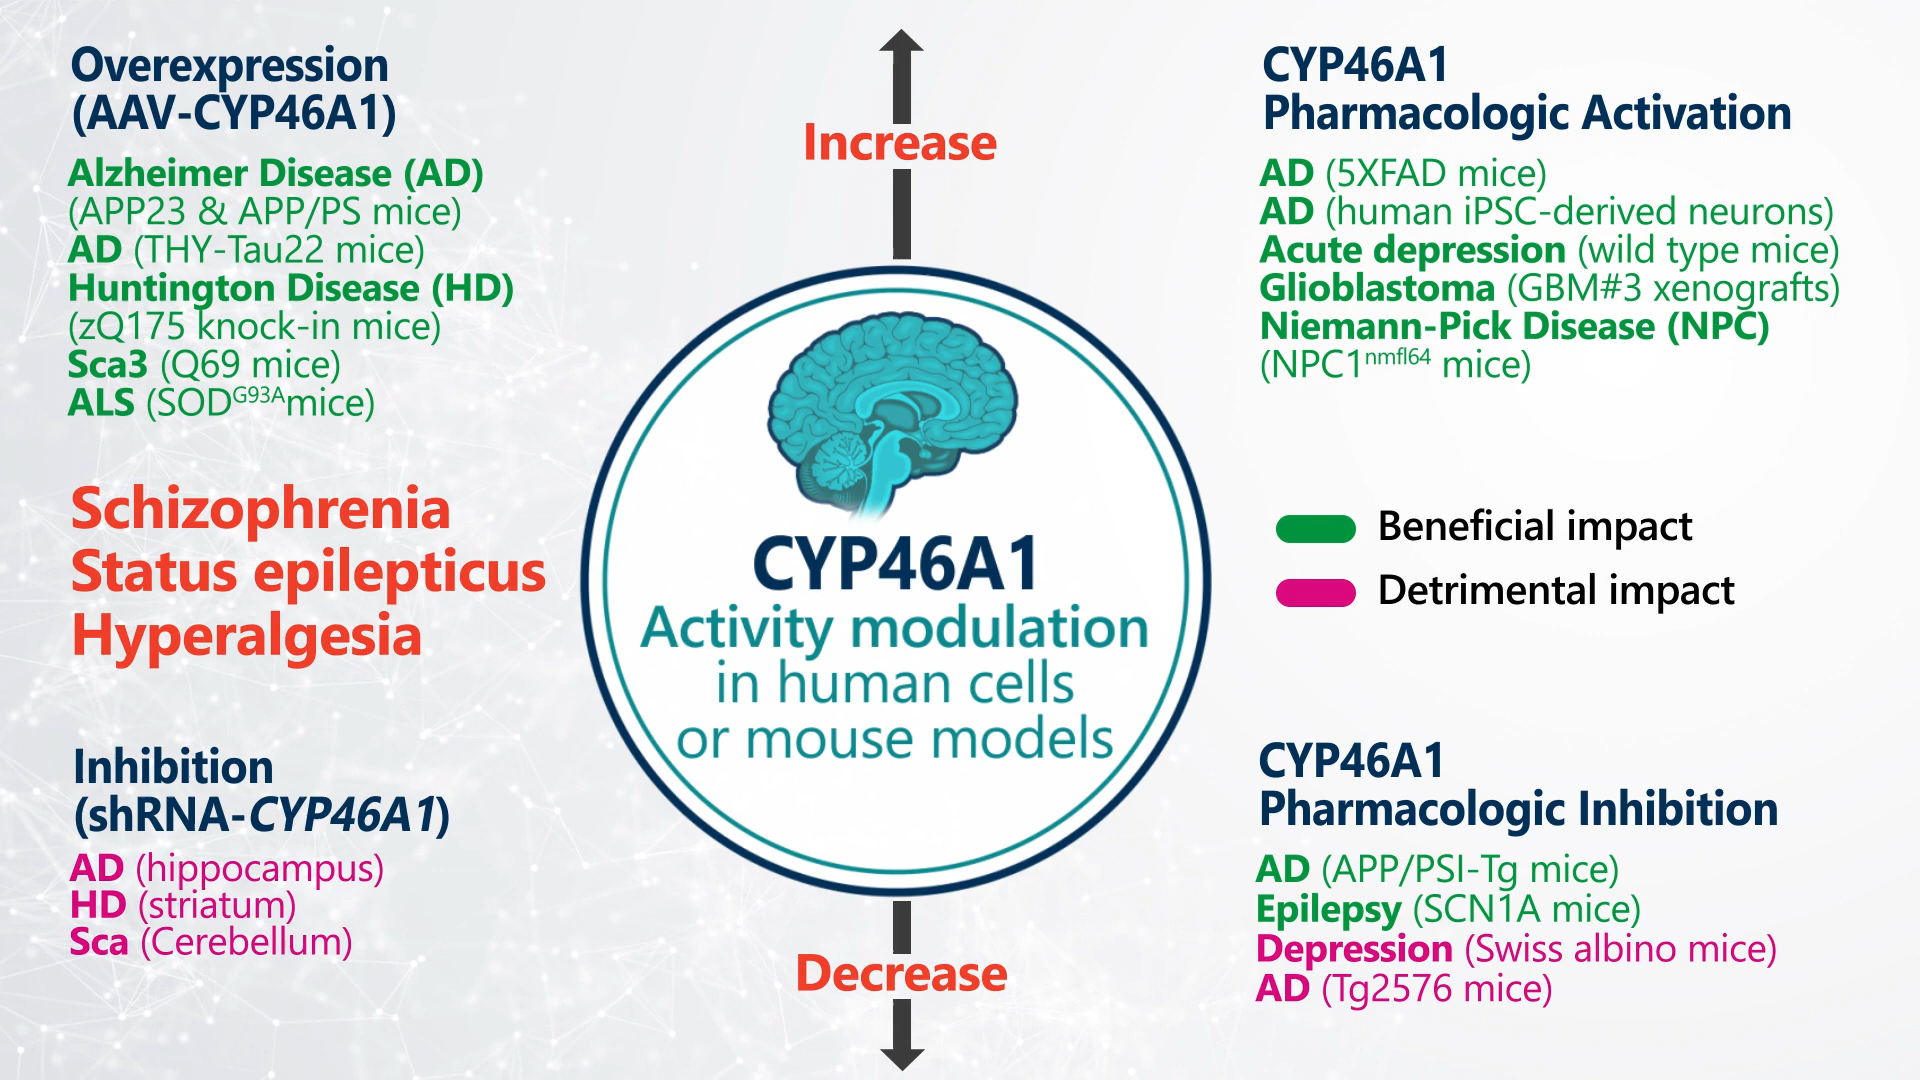 Overexpression
(AAV-CYP46A1)
Alzheimer Disease (AD)
(APP23 & APP/PS mice)
AD (THY-Tau22 mice)
Huntington Disease (HD)
(zQ175 knock-in mice)
Sca3 (Q69 mice)
ALS (SODG93Amice)
Schizophrenia
Status epilepticus
Hyperalgesia
Inhibition
(shRNA-CYP46A1)
AD (hippocampus)
HD (striatum)
Sca (Cerebellum)
Increase
CYP46A1
Activity modulation
in human cells
or mouse models
Decrease
CYP46A1
Pharmacologic Activation
AD (5XFAD mice)
AD (human iPSC-derived neurons)
Acute depression (wild type mice)
Glioblastoma (GBM#3 xenografts)
Niemann-Pick Disease (NPC)
(NPC1nmfl64 mice)
Beneficial impact
Detrimental impact
CYP46A1
Pharmacologic Inhibition
AD (APP/PSI-Tg mice)
Epilepsy (SCN1A mice)
Depression (Swiss albino mice)
AD (Tg2576 mice)